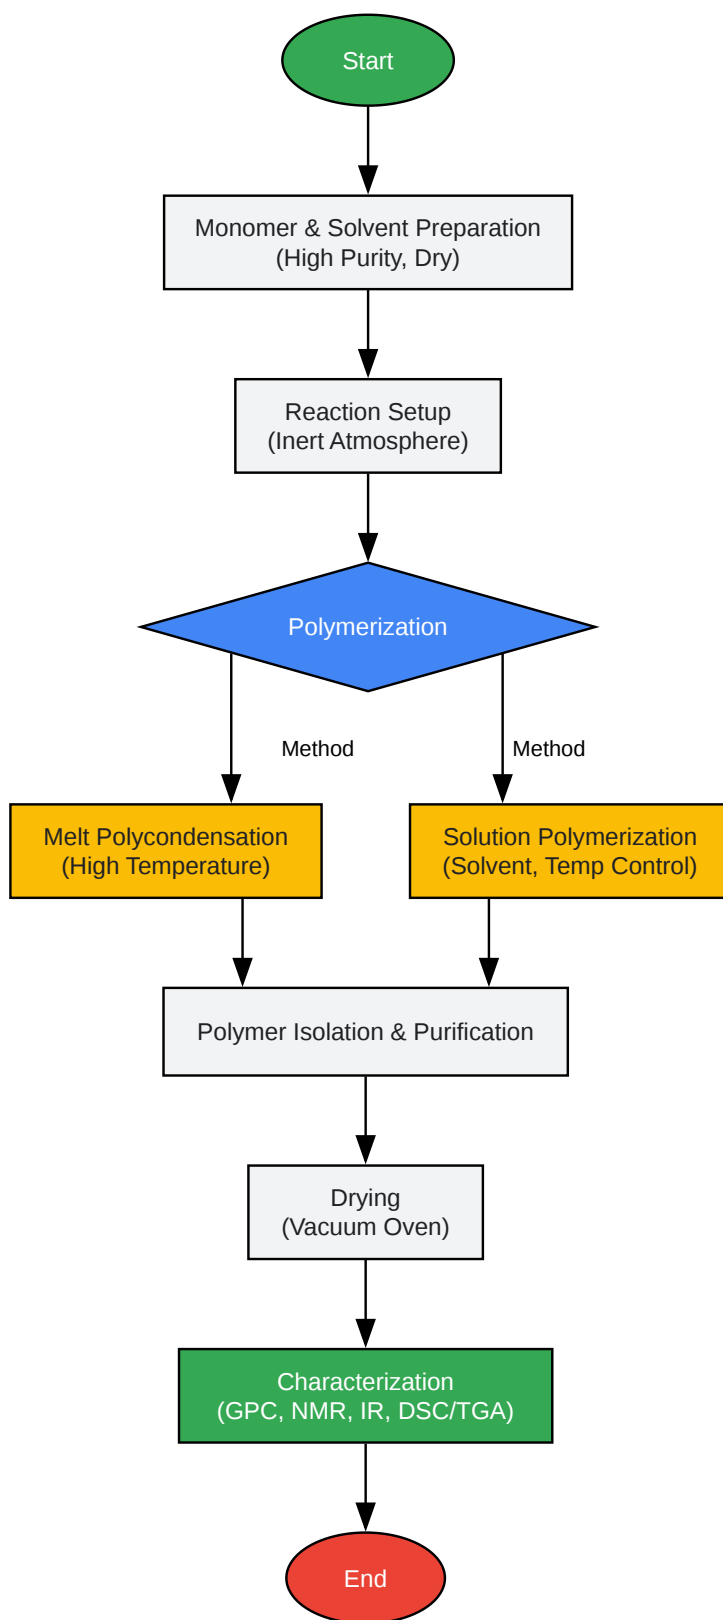 Start
Monomer & Solvent Preparation
(High Purity, Dry)
Reaction Setup
(Inert Atmosphere)
Polymerization
Method
Method
Melt Polycondensation
(High Temperature)
Solution Polymerization
(Solvent, Temp Control)
Polymer Isolation & Purification
Drying
(Vacuum Oven)
Characterization
(GPC, NMR, IR, DSC/TGA)
End